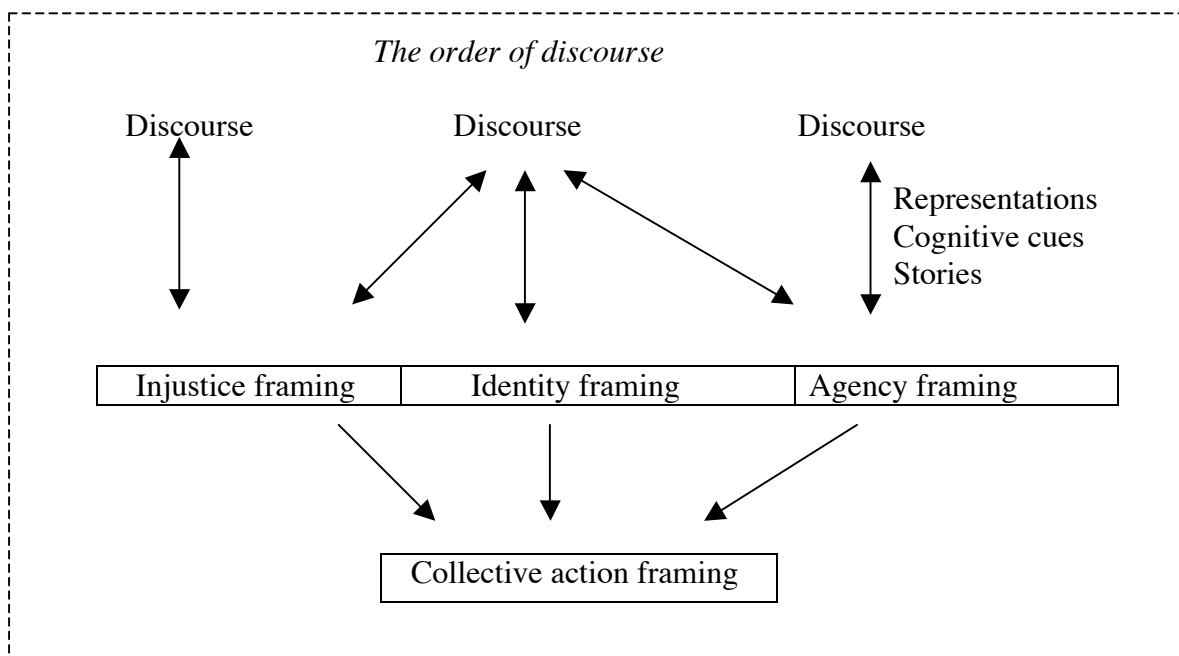 The order of discourse
Discourse Discourse Discourse
Representations
Cognitive cues
Stories
Injustice framing Identity framing Agency framing
Collective action framing